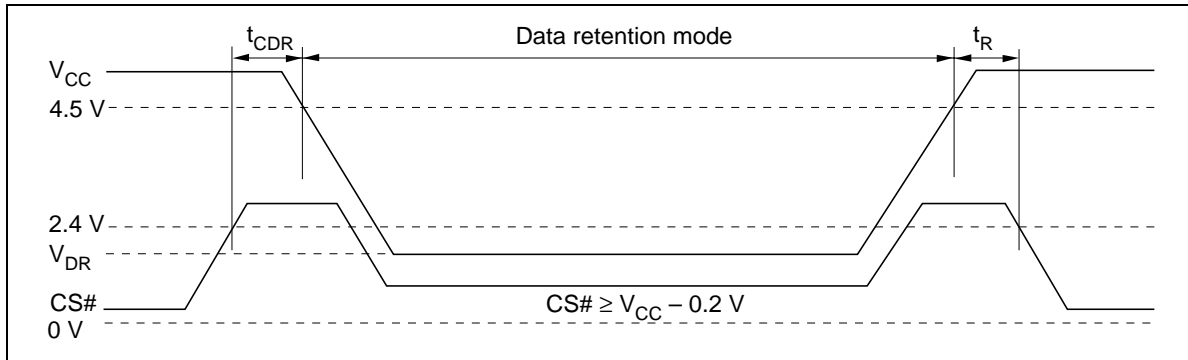 t_CDR Data retention mode t_R
V_CC
4.5 V
2.4 V
V_DR
CS# CS# ≥ V_CC – 0.2 V
0 V